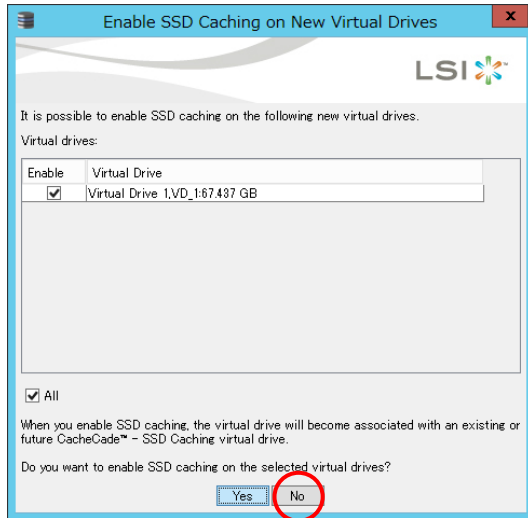 Enable SSD Caching on New Virtual Drives
x
LSI
It is possible to enable SSD caching on the following new virtual drives.
Virtual drives:
Enable Virtual Drive
Virtual Drive 1,VD_1:67.437 GB
All
When you enable SSD caching, the virtual drive will become associated with an existing or
future CacheCade™ - SSD Caching virtual drive.
Do you want to enable SSD caching on the selected virtual drives?
Yes No